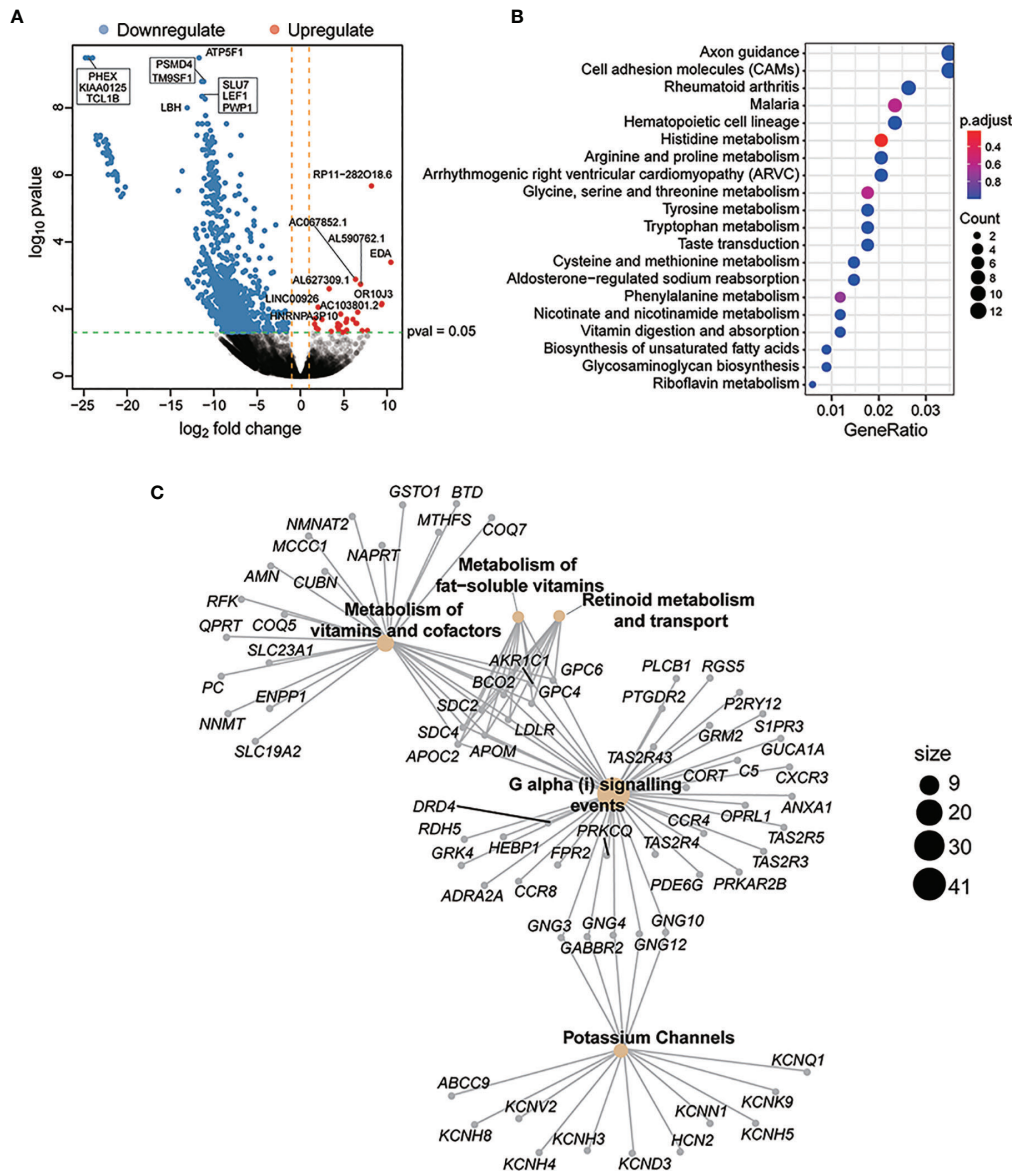 A
Downregulate
Upregulate
ATP5F1
PSMD4
TM9SF1
PHEX
KIAA0125
TCL1B
SLU7
LEF1
PWP1
LBH
RP11−282O18.6
AC067852.1
AL590762.1
EDA
AL627309.1
OR10J3
LINC00926
AC103801.2
HNRNPA3P10
pval = 0.05
log10 pvalue
0
2
4
6
8
−25
−20
−15
−10
−5
0
5
10
log2 fold change
B
Axon guidance
Cell adhesion molecules (CAMs)
Rheumatoid arthritis
Malaria
Hematopoietic cell lineage
Histidine metabolism
Arginine and proline metabolism
Arrhythmogenic right ventricular cardiomyopathy (ARVC)
Glycine, serine and threonine metabolism
Tyrosine metabolism
Tryptophan metabolism
Taste transduction
Cysteine and methionine metabolism
Aldosterone−regulated sodium reabsorption
Phenylalanine metabolism
Nicotinate and nicotinamide metabolism
Vitamin digestion and absorption
Biosynthesis of unsaturated fatty acids
Glycosaminoglycan biosynthesis
Riboflavin metabolism
0.01
0.02
0.03
GeneRatio
p.adjust
0.4
0.6
0.8
Count
2
4
6
8
10
12
C
GSTO1
BTD
NMNAT2
MTHFS
COQ7
MCCC1
NAPRT
AMN
CUBN
Metabolism of
fat−soluble vitamins
RFK
Metabolism of
vitamins and cofactors
Retinoid metabolism
and transport
QPRT
COQ5
SLC23A1
PC
ENPP1
NNMT
SLC19A2
AKR1C1
BCO2
GPC6
GPC4
SDC2
SDC4
LDLR
APOC2
APOM
PLCB1
RGS5
PTGDR2
P2RY12
S1PR3
GRM2
TAS2R43
GUCA1A
CORT
C5
CXCR3
G alpha (i) signalling
events
ANXA1
OPRL1
DRD4
CCR4
TAS2R5
RDH5
PRKCQ
HEBP1
TAS2R4
GRK4
FPR2
TAS2R3
ADRA2A
CCR8
PDE6G
PRKAR2B
GNG3
GNG4
GNG10
GABBR2
GNG12
Potassium Channels
KCNQ1
ABCC9
KCNK9
KCNV2
KCNN1
KCNH8
KCNH3
HCN2
KCNH5
KCNH4
KCND3
size
9
20
30
41